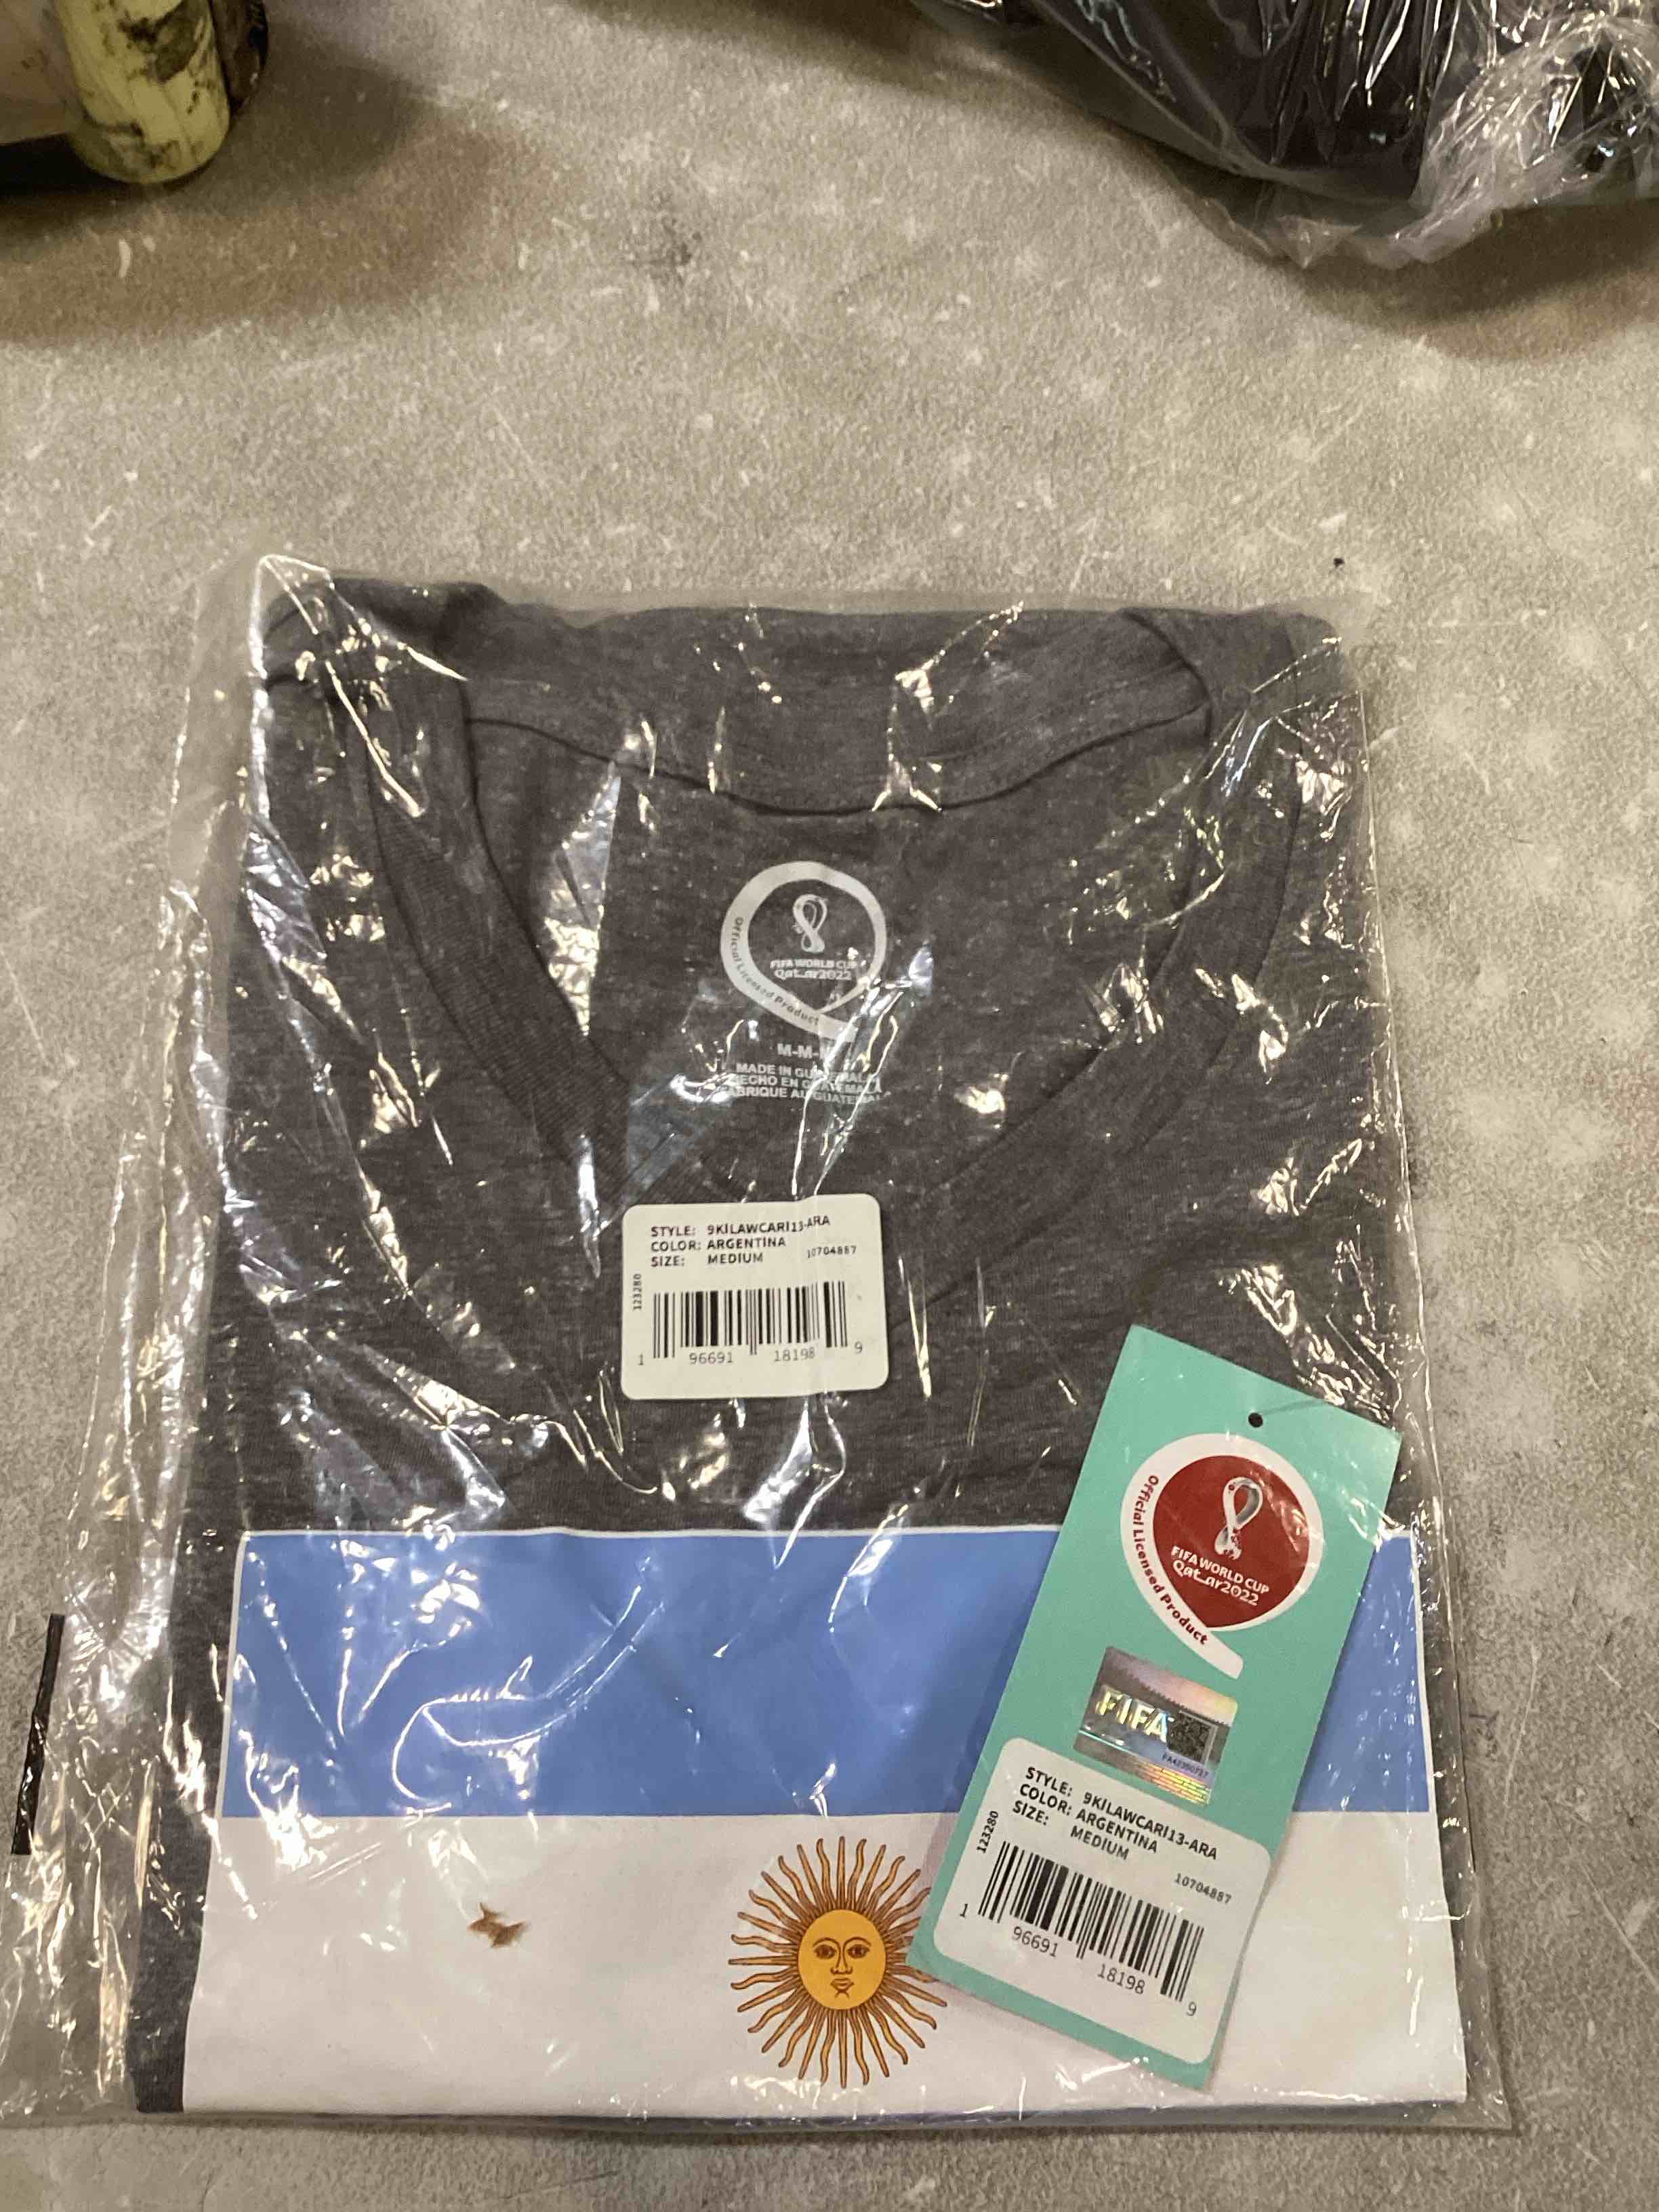 Official Licensed Product
FIFA WORLD CUP
Qatar2022
MADE IN
GUATEMALA
STYLE: 9KILAWCARI13-ARA
COLOR: ARGENTINA
SIZE: MEDIUM 10704887
123280
1 96691 18198 9
Official Licensed Product
FIFA WORLD CUP
Qatar2022
FIFA
STYLE: 9KILAWCARI13-ARA
COLOR: ARGENTINA
SIZE: MEDIUM
10704887
123280
1 96691 18198 9